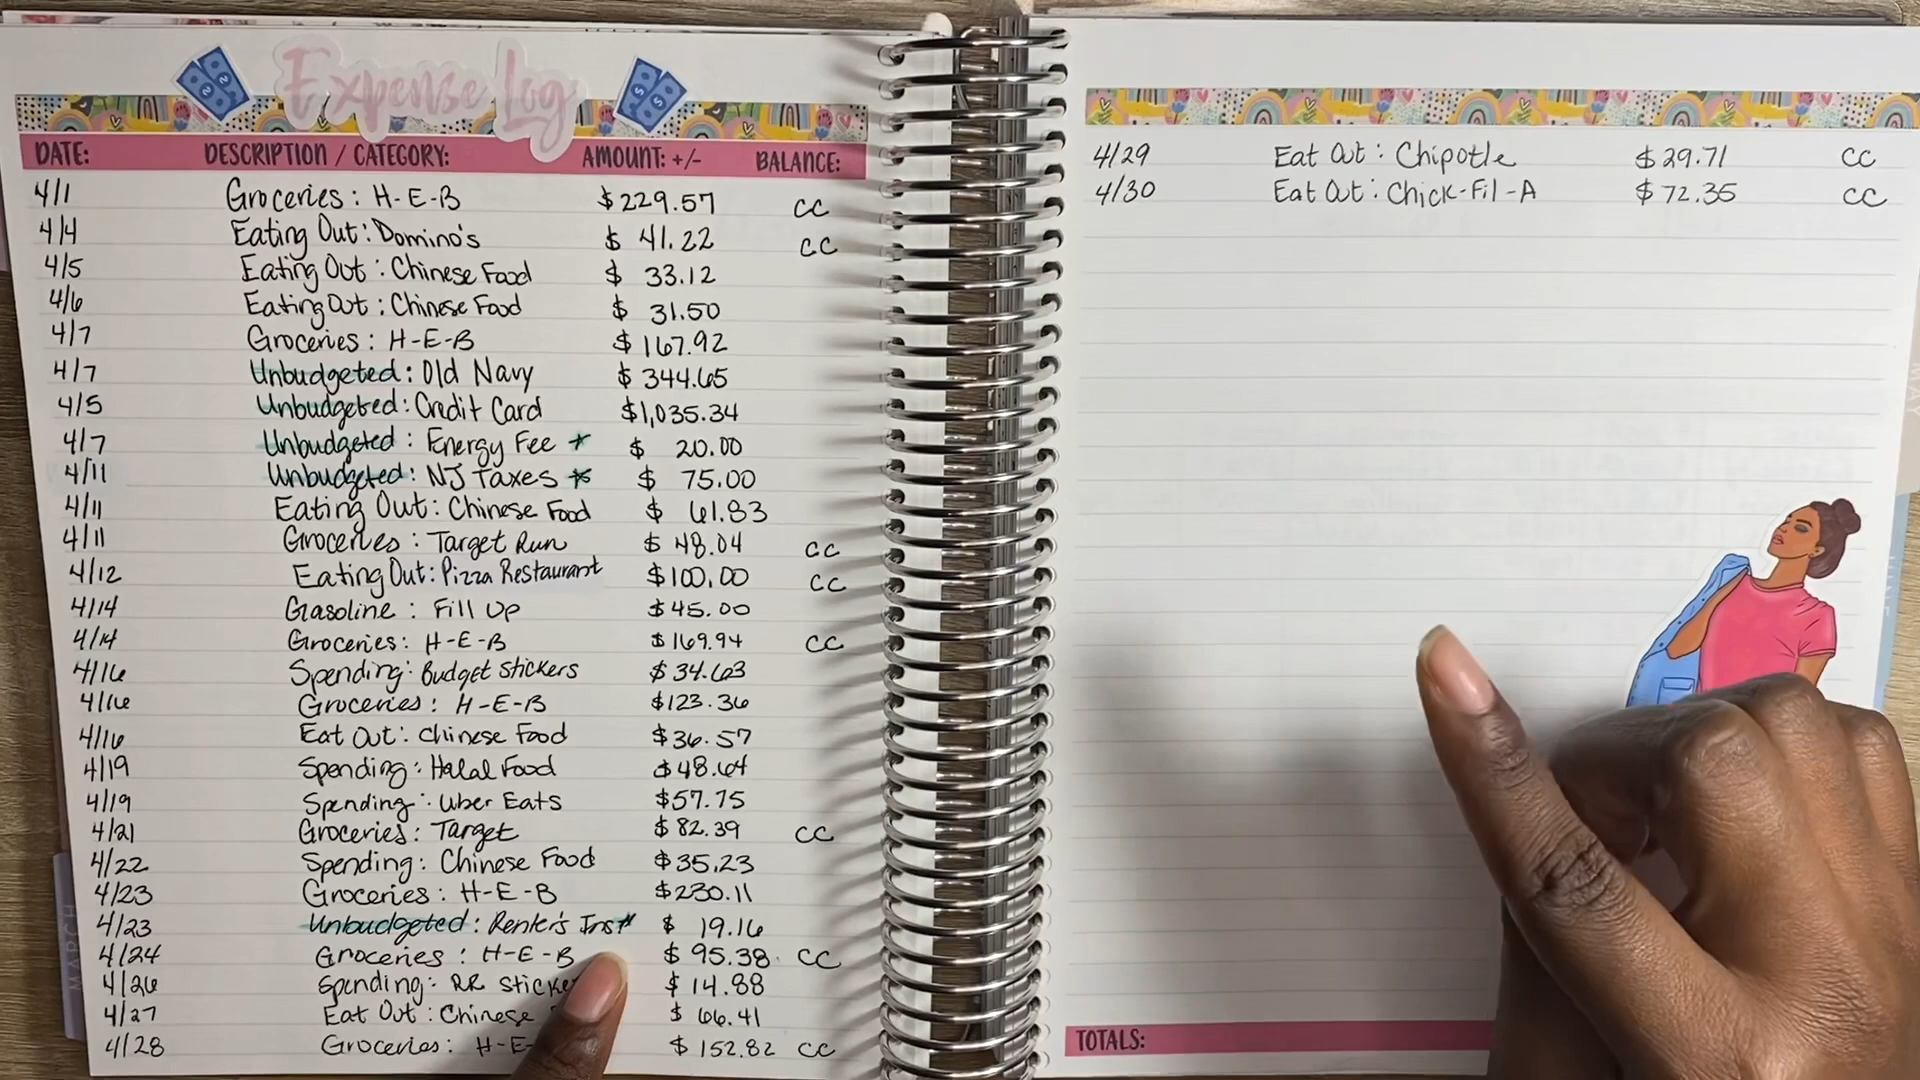 Expense Log
DATE: DESCRIPTION / CATEGORY: AMOUNT: +/- BALANCE:
4/1 Groceries: H-E-B $229.57 CC
4/4 Eating Out: Domino's $ 41.22 CC
4/5 Eating Out: Chinese Food $ 33.12
4/6 Eating Out: Chinese Food $ 31.50
4/7 Groceries: H-E-B $167.92
4/7 Unbudgeted: Old Navy $ 344.65
4/5 Unbudgeted: Credit Card $1,035.34
4/7 Unbudgeted: Energy Fee * $ 20.00
4/11 Unbudgeted: NJ Taxes * $ 75.00
4/11 Eating Out: Chinese Food $ 61.83
4/11 Groceries: Target Run $ 48.04 CC
4/12 Eating Out: Pizza Restaurant $100.00 CC
4/14 Gasoline: Fill Up $45.00
4/14 Groceries: H-E-B $169.94 CC
4/16 Spending: Budget Stickers $34.63
4/16 Groceries: H-E-B $123.36
4/16 Eat Out: Chinese Food $36.57
4/19 Spending: Halal Food $48.64
4/19 Spending: Uber Eats $57.75
4/21 Groceries: Target $ 82.39 CC
4/22 Spending: Chinese Food $35.23
4/23 Groceries: H-E-B $230.11
4/23 Unbudgeted: Renter's Ins* $ 19.16
4/24 Groceries: H-E-B $ 95.38 CC
4/26 Spending: RR Sticke $ 14.88
4/27 Eat Out: Chinese $ 66.41
4/28 Groceries: H-E- $ 152.82 CC
4/29 Eat Out: Chipotle $29.71 CC
4/30 Eat Out: Chick-Fil-A $72.35 CC
TOTALS:
MARCH
MAY